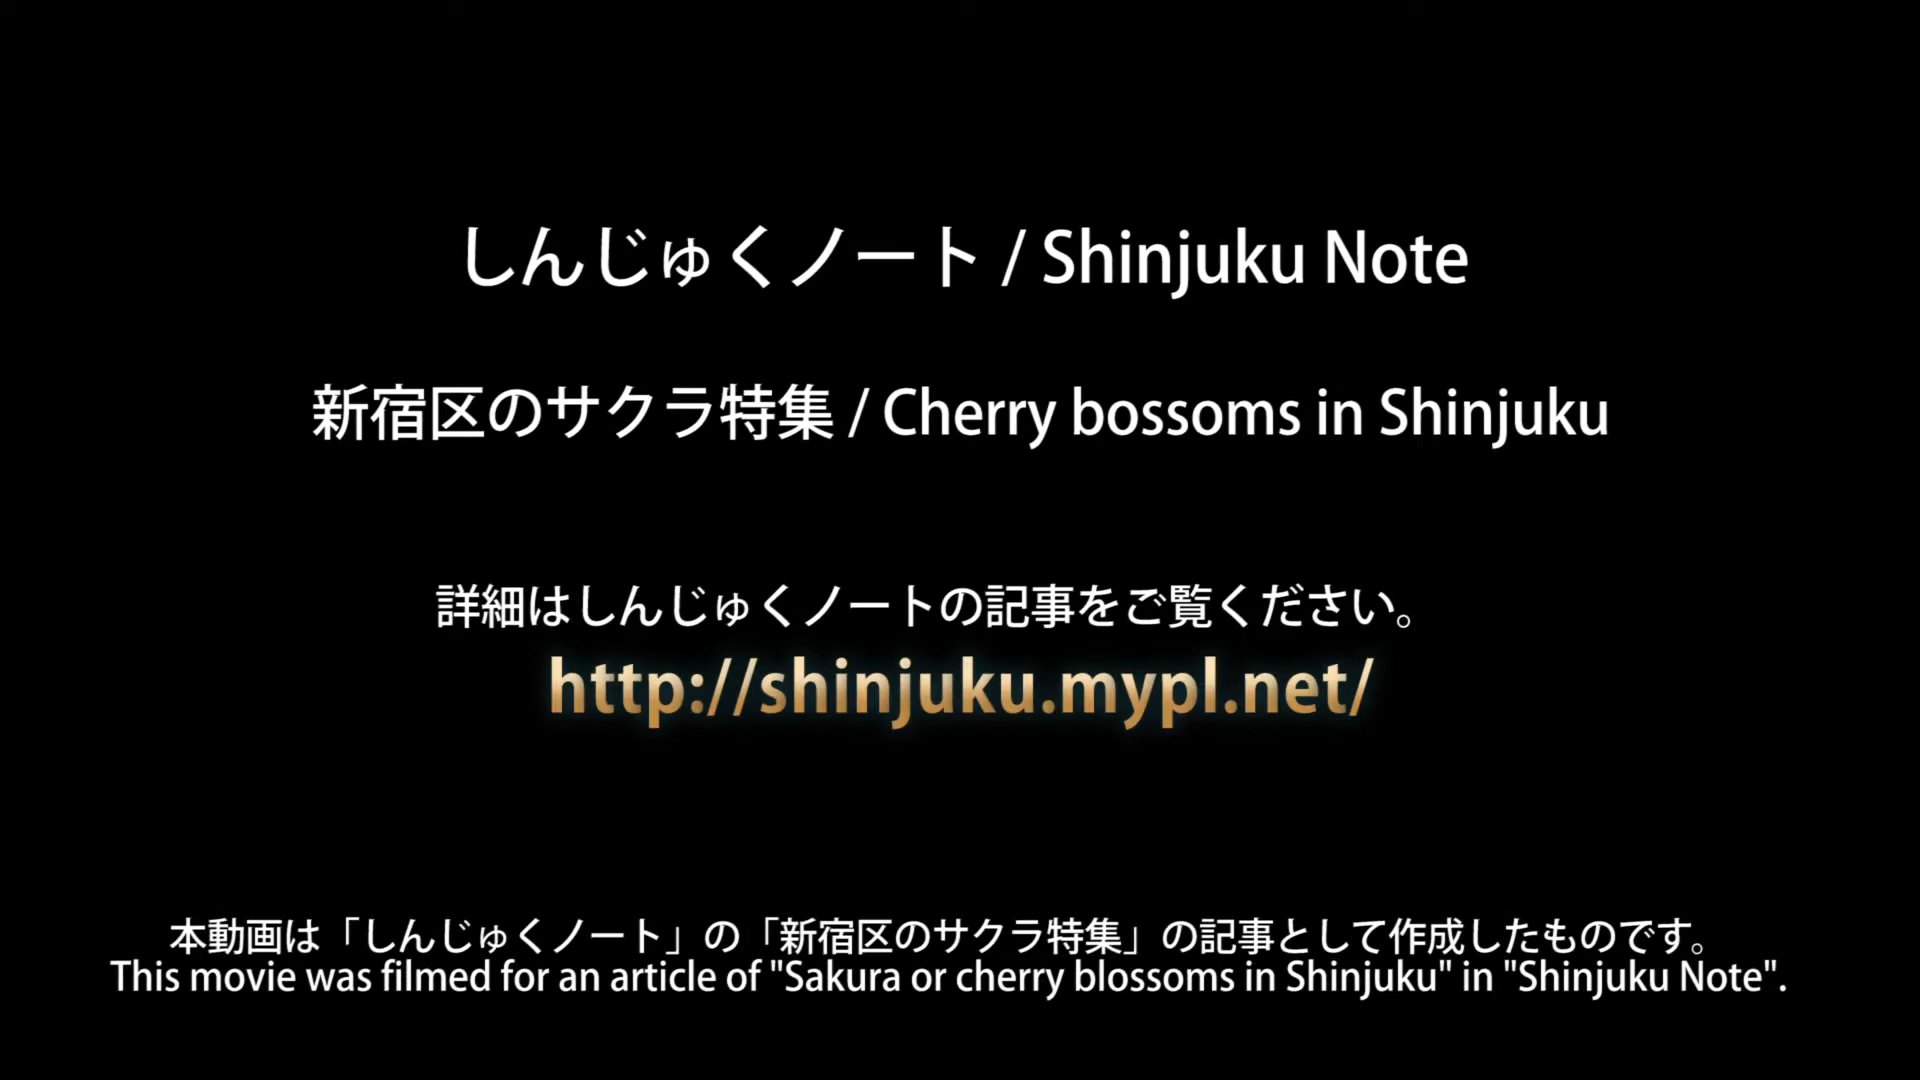 しんじゅくノート / Shinjuku Note
新宿区のサクラ特集 / Cherry bossoms in Shinjuku
詳細はしんじゅくノートの記事をご覧ください。
http://shinjuku.mypl.net/
本動画は「しんじゅくノート」の「新宿区のサクラ特集」の記事として作成したものです。
This movie was filmed for an article of "Sakura or cherry blossoms in Shinjuku" in "Shinjuku Note".